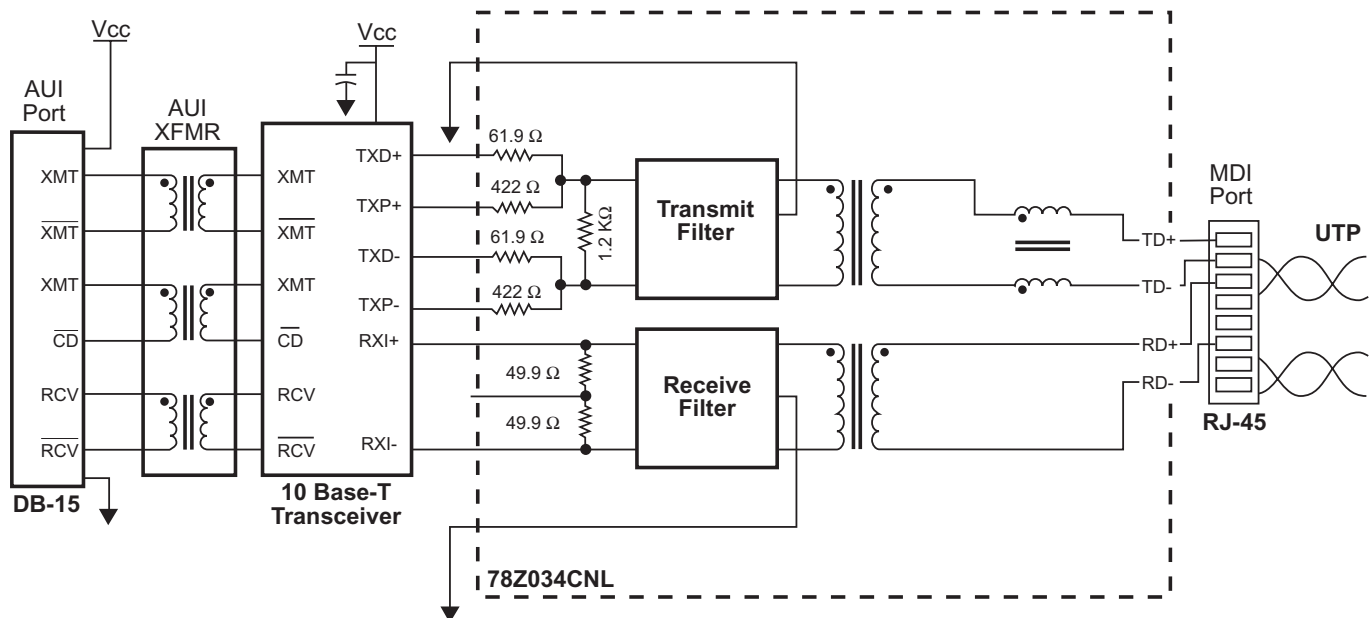 Vcc
AUI
Port
AUI
XFMR
Vcc
XMT
XMT
XMT
CD
RCV
RCV
DB-15
XMT
XMT
XMT
CD
RCV
RCV
TXD+
TXP+
TXD-
TXP-
RXI+
RXI-
10 Base-T
Transceiver
61.9 Ω
422 Ω
61.9 Ω
422 Ω
1.2 KΩ
49.9 Ω
49.9 Ω
Transmit
Filter
Receive
Filter
78Z034CNL
TD+
TD-
RD+
RD-
MDI
Port
RJ-45
UTP